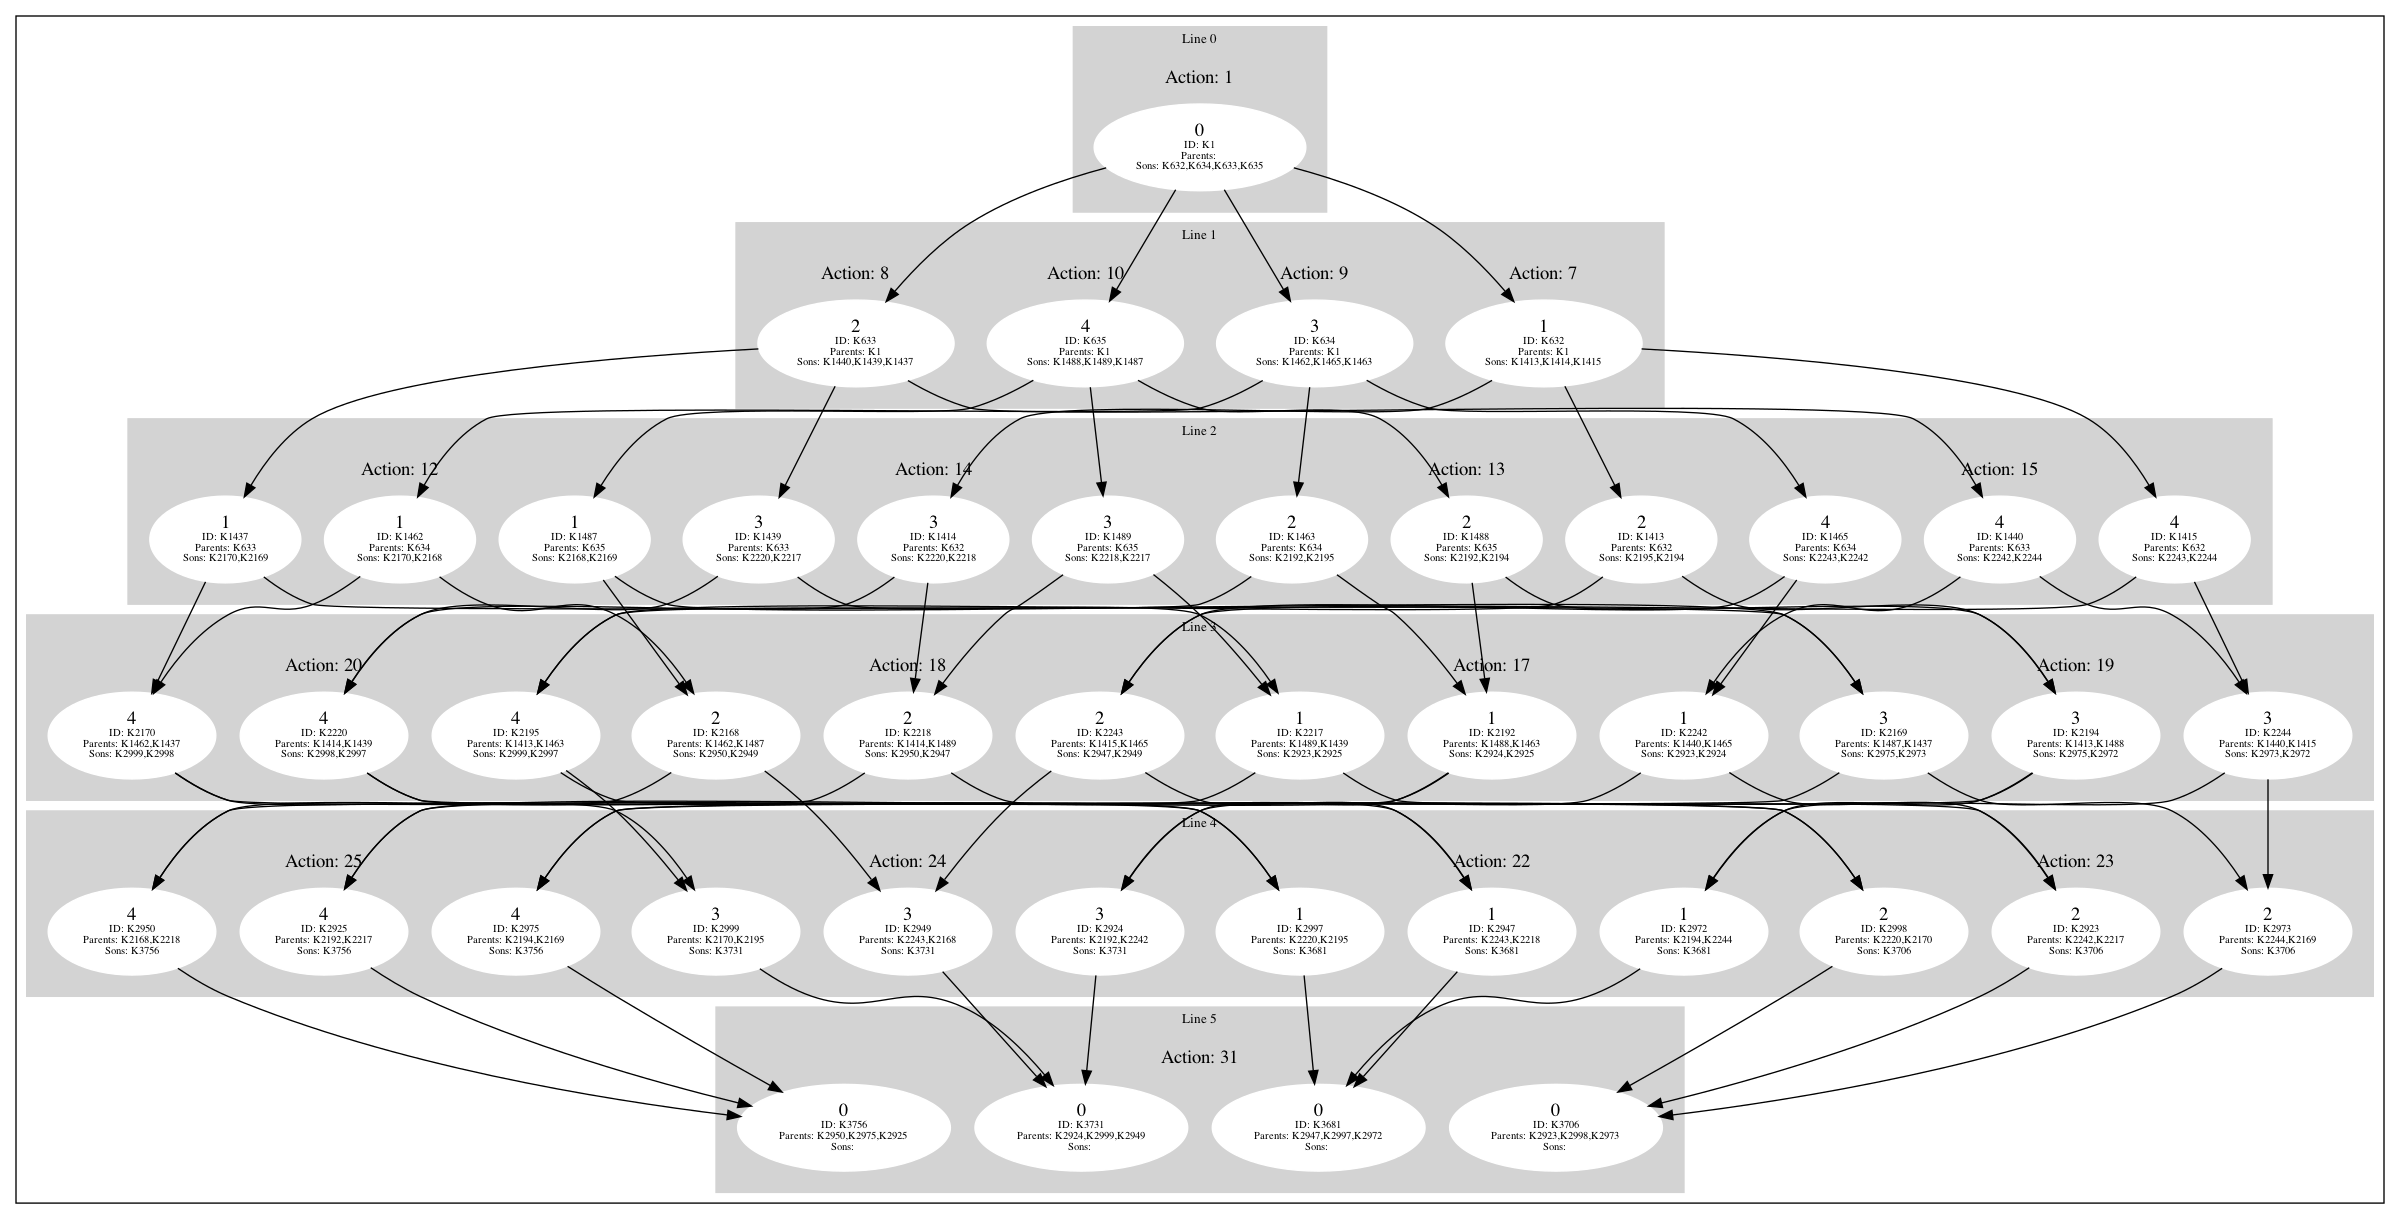 Line 0
Action: 1
0
ID: K1
Parents:
Sons: K632,K634,K633,K635
Line 1
Action: 8
Action: 10
Action: 9
Action: 7
2
ID: K633
Parents: K1
Sons: K1440,K1439,K1437
4
ID: K635
Parents: K1
Sons: K1488,K1489,K1487
3
ID: K634
Parents: K1
Sons: K1462,K1465,K1463
1
ID: K632
Parents: K1
Sons: K1413,K1414,K1415
Line 2
Action: 12
Action: 14
Action: 13
Action: 15
1
ID: K1437
Parents: K633
Sons: K2170,K2169
1
ID: K1462
Parents: K634
Sons: K2170,K2168
1
ID: K1487
Parents: K635
Sons: K2168,K2169
3
ID: K1439
Parents: K633
Sons: K2220,K2217
3
ID: K1414
Parents: K632
Sons: K2220,K2218
3
ID: K1489
Parents: K635
Sons: K2218,K2217
2
ID: K1463
Parents: K634
Sons: K2192,K2195
2
ID: K1488
Parents: K635
Sons: K2192,K2194
2
ID: K1413
Parents: K632
Sons: K2195,K2194
4
ID: K1465
Parents: K634
Sons: K2243,K2242
4
ID: K1440
Parents: K633
Sons: K2242,K2244
4
ID: K1415
Parents: K632
Sons: K2243,K2244
Line 3
Action: 20
Action: 18
Action: 17
Action: 19
4
ID: K2170
Parents: K1462,K1437
Sons: K2999,K2998
4
ID: K2220
Parents: K1414,K1439
Sons: K2998,K2997
4
ID: K2195
Parents: K1413,K1463
Sons: K2999,K2997
2
ID: K2168
Parents: K1462,K1487
Sons: K2950,K2949
2
ID: K2218
Parents: K1414,K1489
Sons: K2950,K2947
2
ID: K2243
Parents: K1415,K1465
Sons: K2947,K2949
1
ID: K2217
Parents: K1489,K1439
Sons: K2923,K2925
1
ID: K2192
Parents: K1488,K1463
Sons: K2924,K2925
1
ID: K2242
Parents: K1440,K1465
Sons: K2923,K2924
3
ID: K2169
Parents: K1487,K1437
Sons: K2975,K2973
3
ID: K2194
Parents: K1413,K1488
Sons: K2975,K2972
3
ID: K2244
Parents: K1440,K1415
Sons: K2973,K2972
Line 4
Action: 25
Action: 24
Action: 22
Action: 23
4
ID: K2950
Parents: K2168,K2218
Sons: K3756
4
ID: K2925
Parents: K2192,K2217
Sons: K3756
4
ID: K2975
Parents: K2194,K2169
Sons: K3756
3
ID: K2999
Parents: K2170,K2195
Sons: K3731
3
ID: K2949
Parents: K2243,K2168
Sons: K3731
3
ID: K2924
Parents: K2192,K2242
Sons: K3731
1
ID: K2997
Parents: K2220,K2195
Sons: K3681
1
ID: K2947
Parents: K2243,K2218
Sons: K3681
1
ID: K2972
Parents: K2194,K2244
Sons: K3681
2
ID: K2998
Parents: K2220,K2170
Sons: K3706
2
ID: K2923
Parents: K2242,K2217
Sons: K3706
2
ID: K2973
Parents: K2244,K2169
Sons: K3706
Line 5
Action: 31
0
ID: K3756
Parents: K2950,K2975,K2925
Sons:
0
ID: K3731
Parents: K2924,K2999,K2949
Sons:
0
ID: K3681
Parents: K2947,K2997,K2972
Sons:
0
ID: K3706
Parents: K2923,K2998,K2973
Sons: